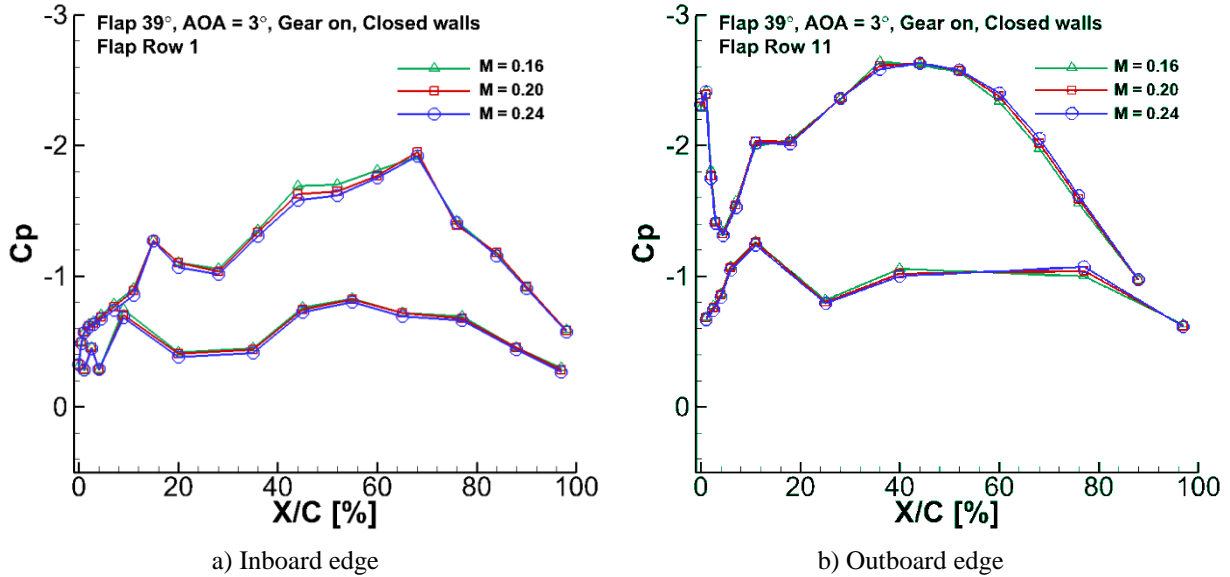 Flap 39°, AOA = 3°, Gear on, Closed walls
Flap Row 1
M = 0.16
M = 0.20
M = 0.24
-3
-2
-1
0
Cp
0 20 40 60 80 100
X/C [%]
a) Inboard edge
Flap 39°, AOA = 3°, Gear on, Closed walls
Flap Row 11
M = 0.16
M = 0.20
M = 0.24
-3
-2
-1
0
Cp
0 20 40 60 80 100
X/C [%]
b) Outboard edge